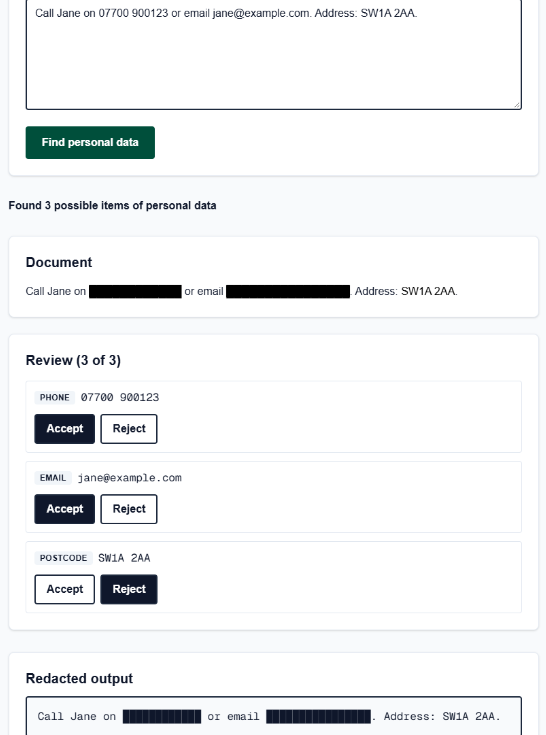 Call Jane on 07700 900123 or email jane@example.com. Address: SW1A 2AA.
Find personal data
Found 3 possible items of personal data
Document
Call Jane on ████████████ or email ████████████████. Address: SW1A 2AA.
Review (3 of 3)
PHONE 07700 900123
Accept Reject
EMAIL jane@example.com
Accept Reject
POSTCODE SW1A 2AA
Accept Reject
Redacted output
Call Jane on ████████████ or email ████████████████. Address: SW1A 2AA.